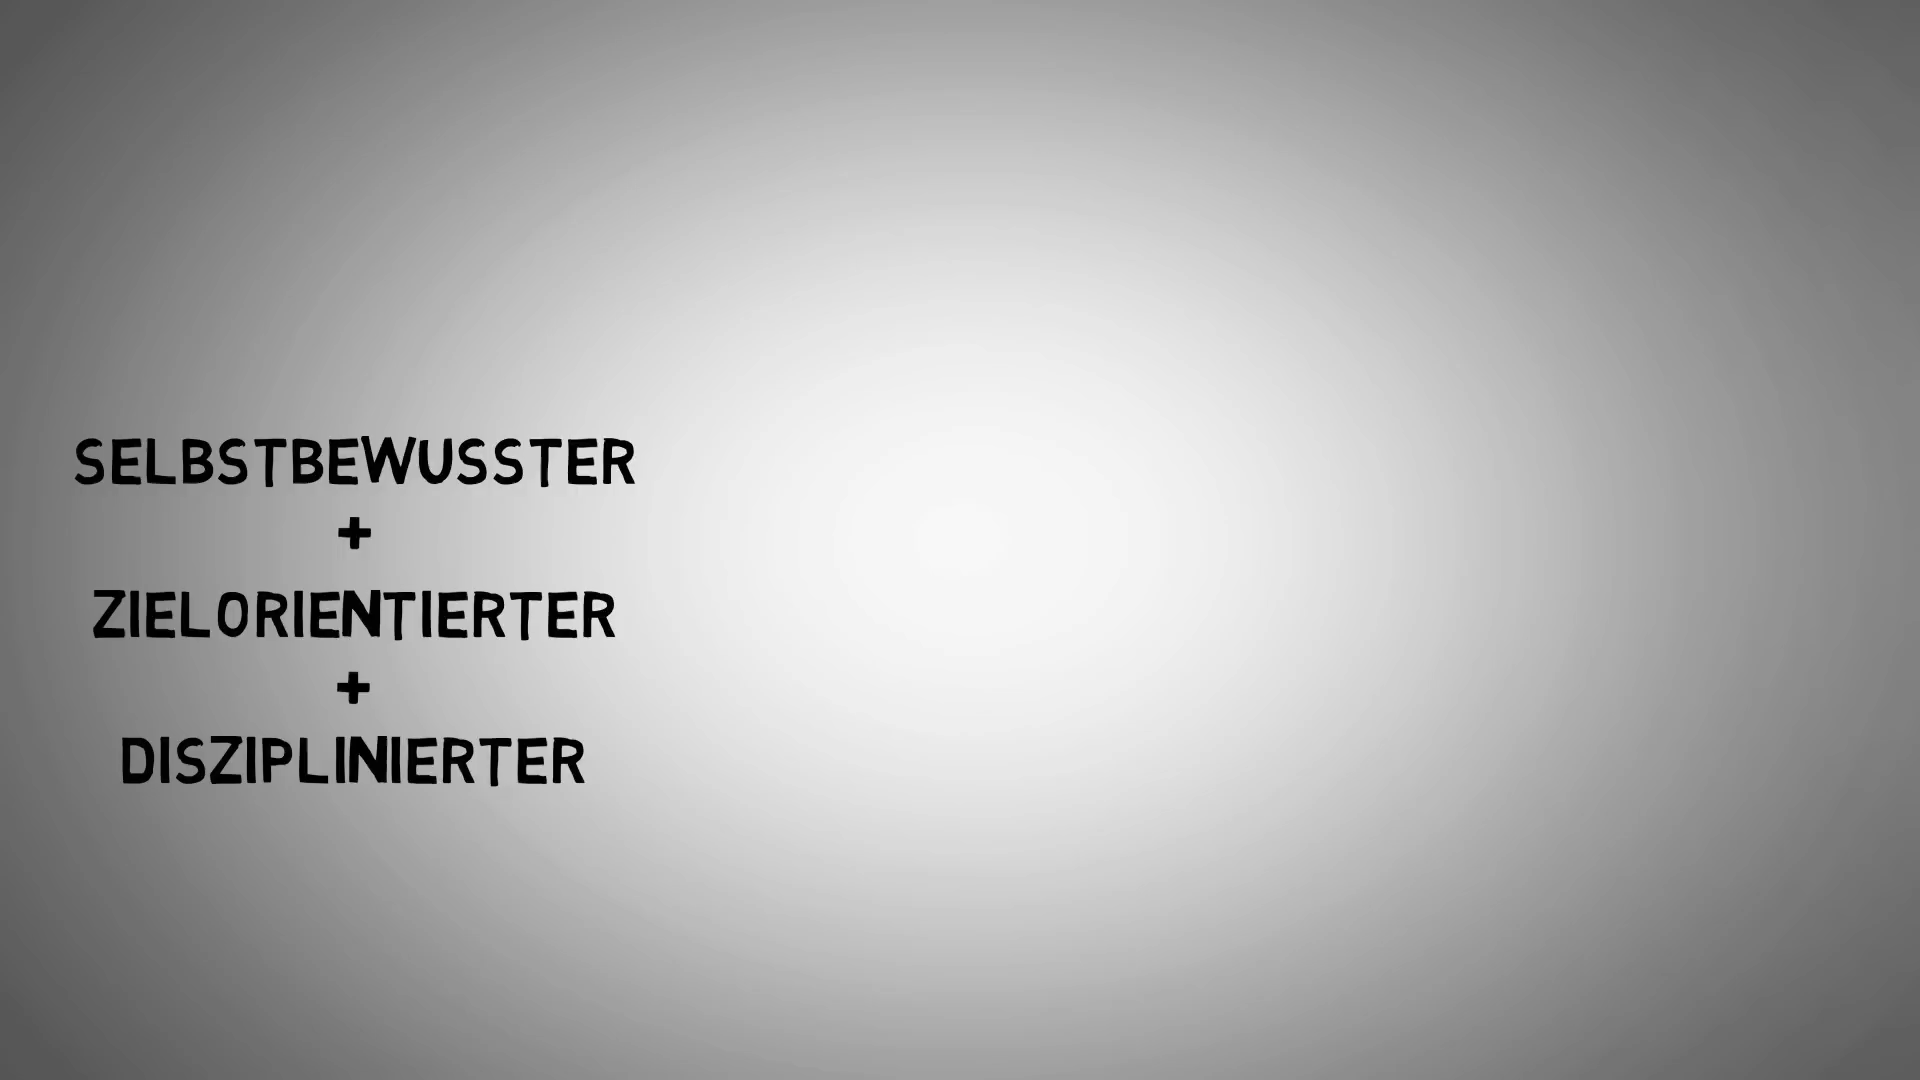 SELBSTBEWUSSTER
+
ZIELORIENTIERTER
+
DISZIPLINIERTER